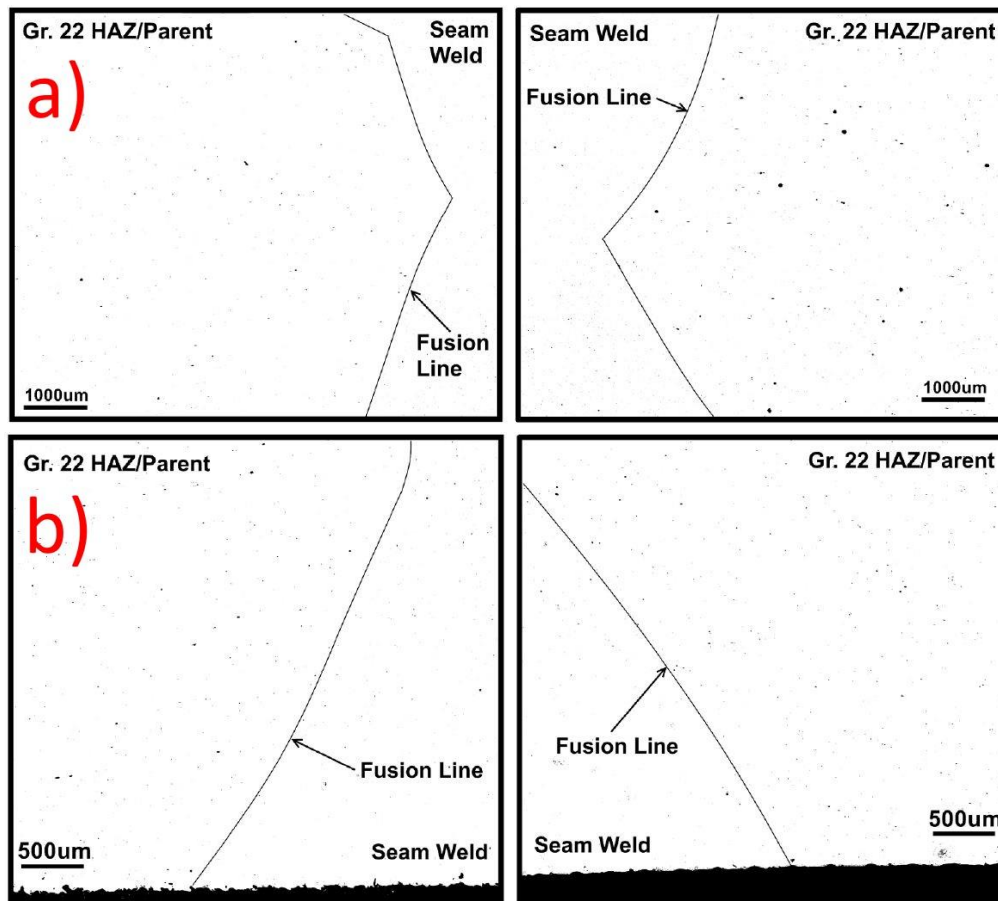 Gr. 22 HAZ/Parent
Seam
Weld
a)
Fusion
Line
1000um
Seam Weld
Gr. 22 HAZ/Parent
Fusion Line
1000um
Gr. 22 HAZ/Parent
b)
Fusion Line
500um
Seam Weld
Gr. 22 HAZ/Parent
Fusion Line
500um
Seam Weld